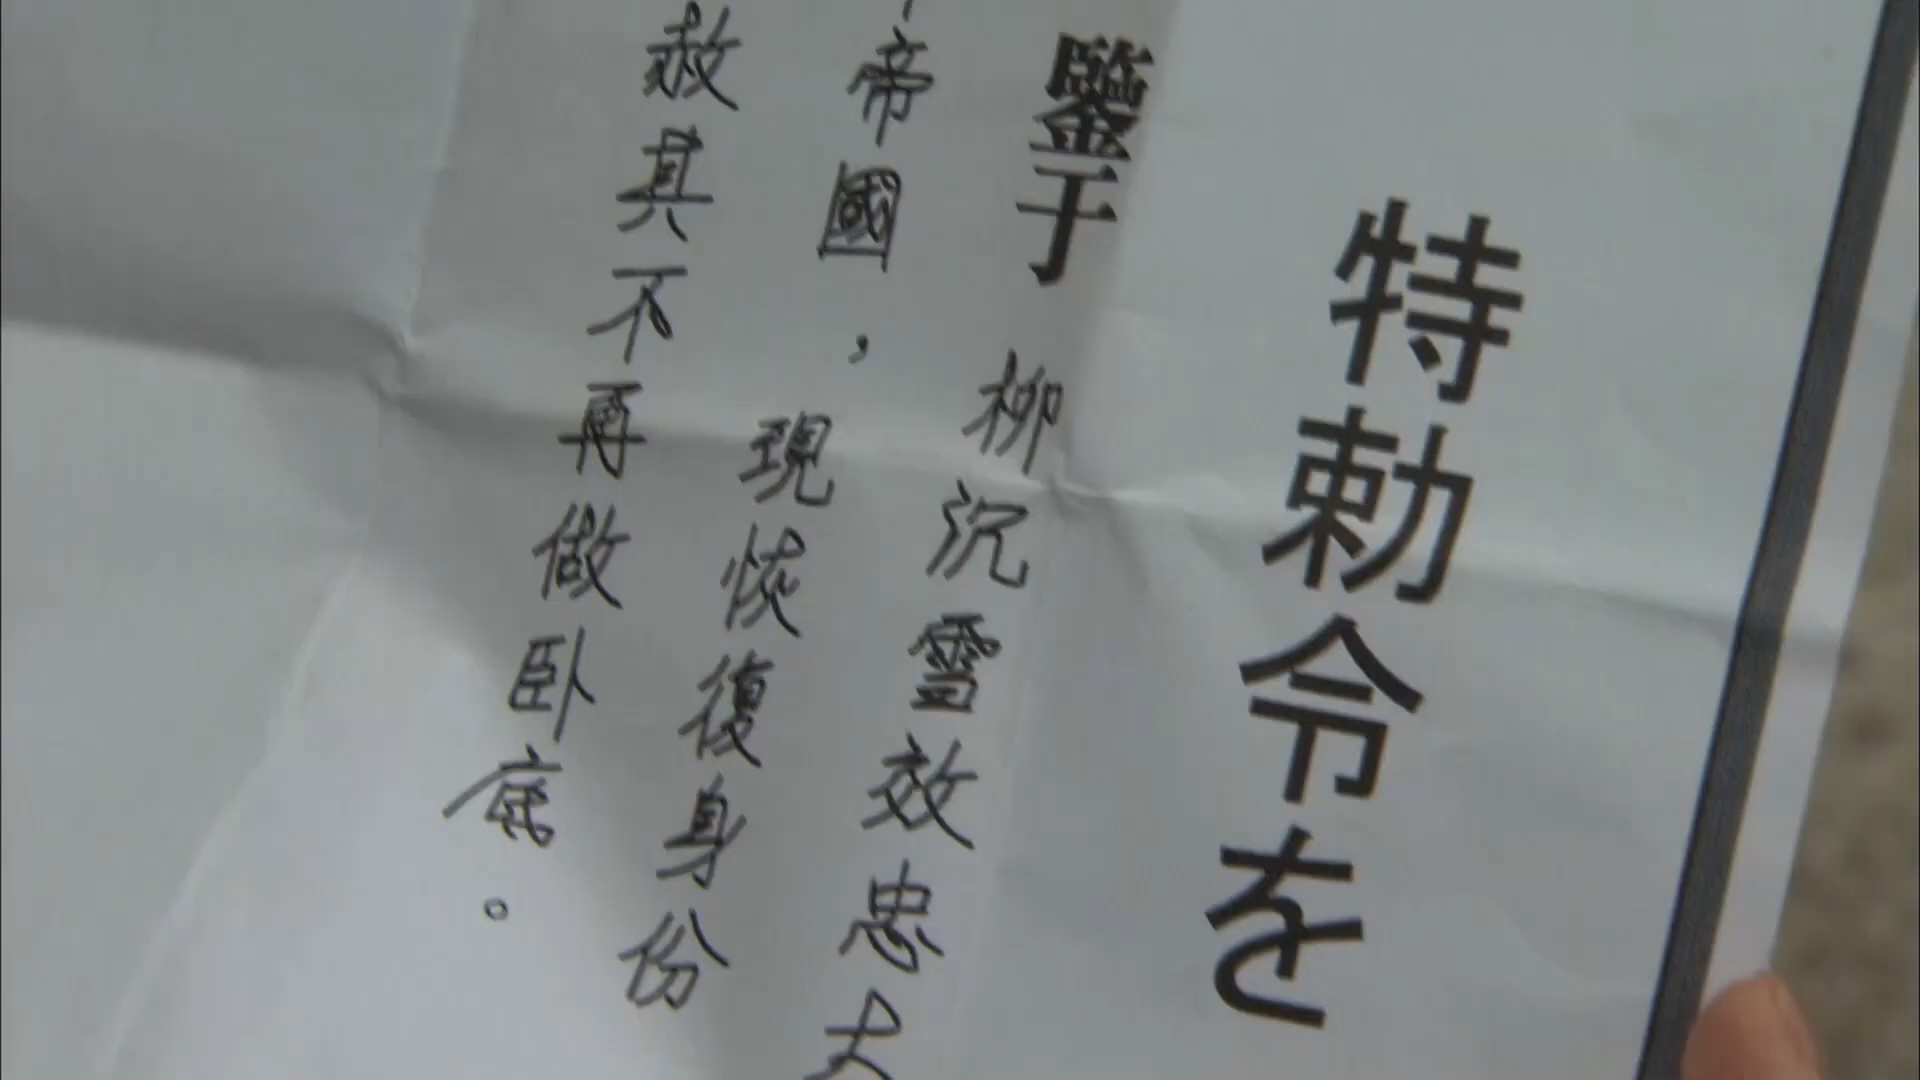 特勅令を
鑒于 柳沉雪效忠大
帝國，現恢復身份
赦其不再做卧底。